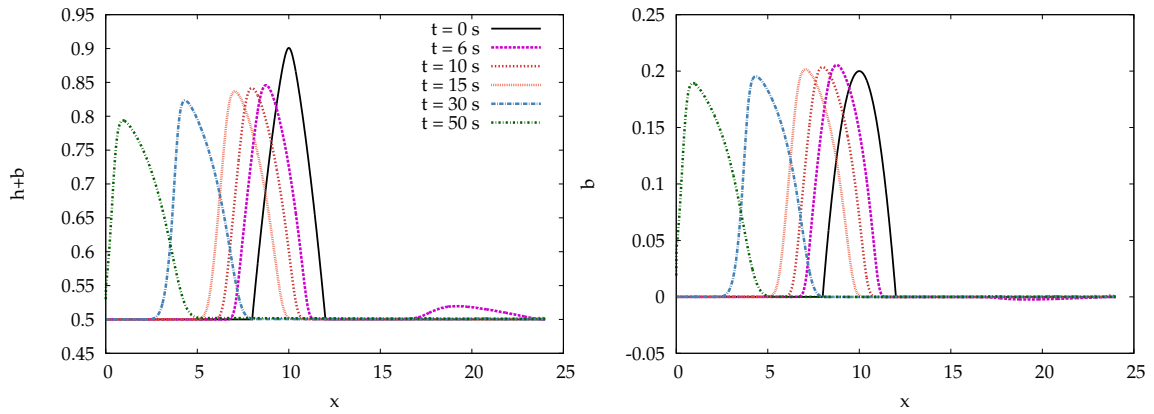 0.95
0.9
0.85
0.8
0.75
0.7
0.65
0.6
0.55
0.5
0.45
h+b
t = 0 s
t = 6 s
t = 10 s
t = 15 s
t = 30 s
t = 50 s
0 5 10 15 20 25
x
0.25
0.2
0.15
0.1
0.05
0
-0.05
b
0 5 10 15 20 25
x